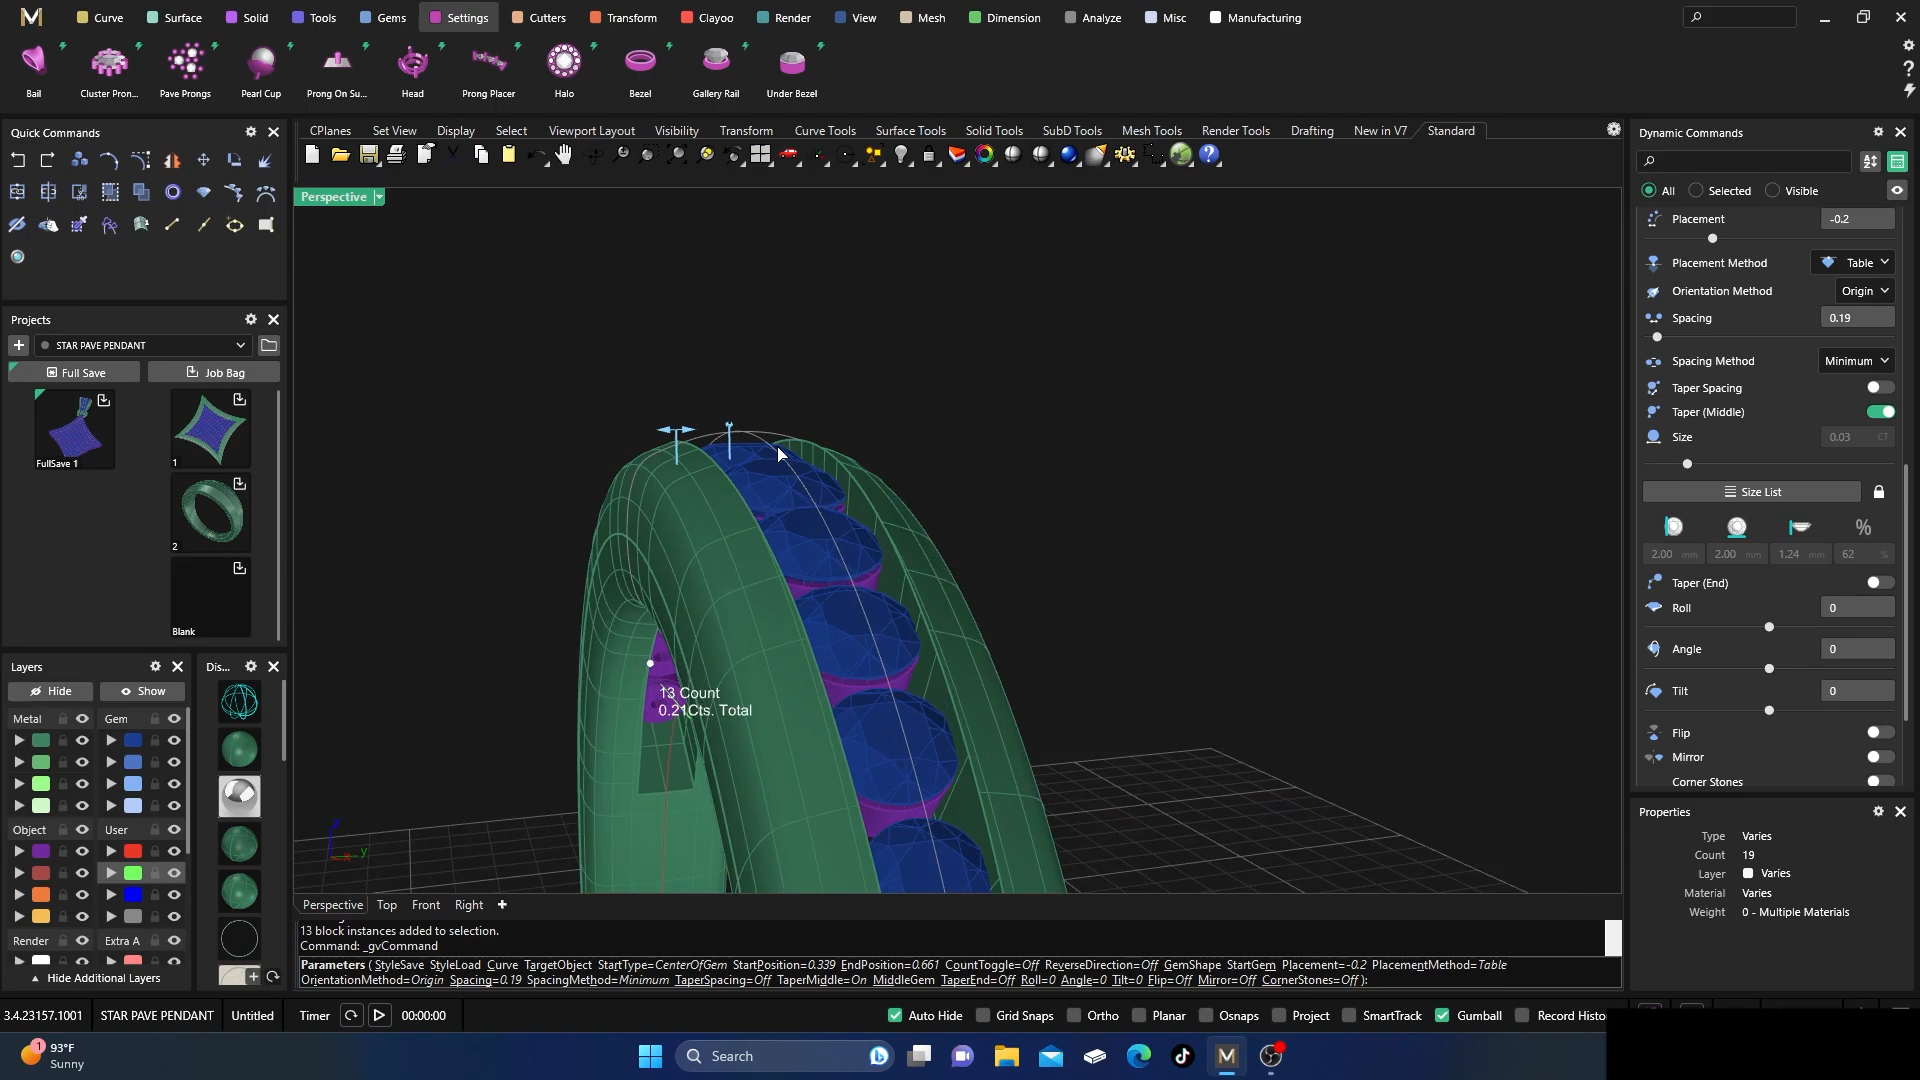 Curve Surface Solid Tools Gems Settings Cutters Transform Clayoo Render View Mesh Dimension Analyze Misc Manufacturing
Bail Cluster Pron... Pave Prongs Pearl Cup Prong On Su... Head Prong Placer Halo Bezel Gallery Rail Under Bezel
Quick Commands
CPlanes Set View Display Select Viewport Layout Visibility Transform Curve Tools Surface Tools Solid Tools SubD Tools Mesh Tools Render Tools Drafting New in V7 Standard
Perspective
Projects
STAR PAVE PENDANT
Full Save Job Bag
FullSave 1
1
2
Blank
Layers
Hide Show
Metal Gem
Object User
Render Extra A
Hide Additional Layers
Dis...
13 Count
0.21Cts. Total
Perspective Top Front Right
13 block instances added to selection.
Command: _gvCommand
Parameters ( StyleSave StyleLoad Curve TargetObject StartType=CenterOfGem StartPosition=0.339 EndPosition=0.661 CountToggle=Off ReverseDirection=Off GemShape StartGem Placement=-0.2 PlacementMethod=Table
OrientationMethod=Origin Spacing=0.19 SpacingMethod=Minimum TaperSpacing=Off TaperMiddle=On MiddleGem TaperEnd=Off Roll=0 Angle=0 Tilt=0 Flip=Off Mirror=Off CornerStones=Off ):
Dynamic Commands
All Selected Visible
Placement -0.2
Placement Method Table
Orientation Method Origin
Spacing 0.19
Spacing Method Minimum
Taper Spacing
Taper (Middle)
Size 0.03 CT
Size List
%
2.00 mm 2.00 mm 1.24 mm 62 %
Taper (End)
Roll 0
Angle 0
Tilt 0
Flip
Mirror
Corner Stones
Properties
Type Varies
Count 19
Layer Varies
Material Varies
Weight 0 - Multiple Materials
3.4.23157.1001 STAR PAVE PENDANT Untitled Timer 00:00:00 Auto Hide Grid Snaps Ortho Planar Osnaps Project SmartTrack Gumball Record Histo
1
93°F
Sunny
Search